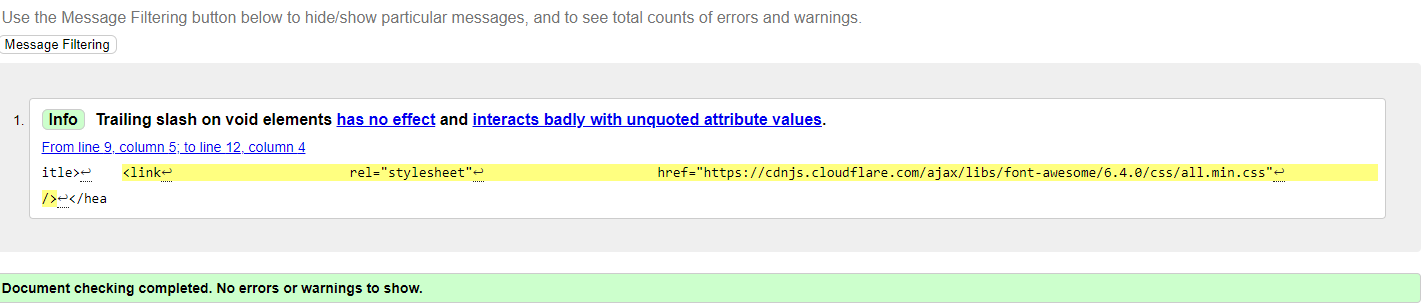 Use the Message Filtering button below to hide/show particular messages, and to see total counts of errors and warnings.
Message Filtering
1. Info Trailing slash on void elements has no effect and interacts badly with unquoted attribute values.
From line 9, column 5; to line 12, column 4
itle>↩ <link↩ rel="stylesheet"↩ href="https://cdnjs.cloudflare.com/ajax/libs/font-awesome/6.4.0/css/all.min.css"↩
/>↩</hea
Document checking completed. No errors or warnings to show.